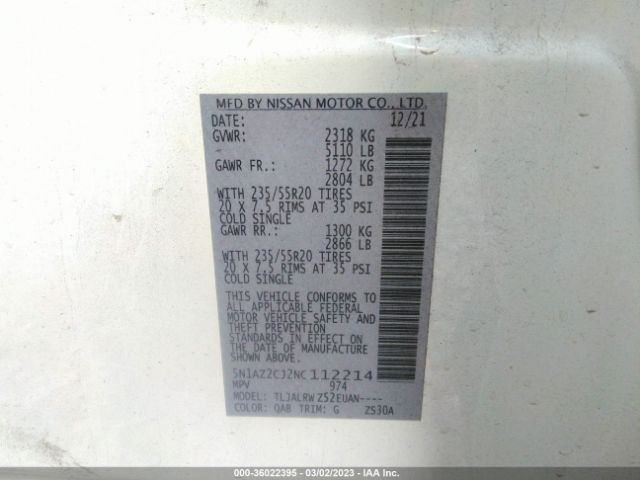 MFD BY NISSAN MOTOR CO., LTD.
DATE: 12/21
GVWR: 2318 KG
5110 LB
GAWR FR.: 1272 KG
2804 LB
WITH 235/55R20 TIRES
20 X 7.5 RIMS AT 35 PSI
COLD SINGLE
GAWR RR.: 1300 KG
2866 LB
WITH 235/55R20 TIRES
20 X 7.5 RIMS AT 35 PSI
COLD SINGLE
THIS VEHICLE CONFORMS TO
ALL APPLICABLE FEDERAL
MOTOR VEHICLE SAFETY AND
THEFT PREVENTION
STANDARDS IN EFFECT ON
THE DATE OF MANUFACTURE
SHOWN ABOVE.
5N1AZ2CJ2NC112214
MPV 974
MODEL: TLJALRWZ52EUAN----
COLOR: QAB TRIM: G ZS30A
000-36022395 - 03/02/2023 - IAA Inc.